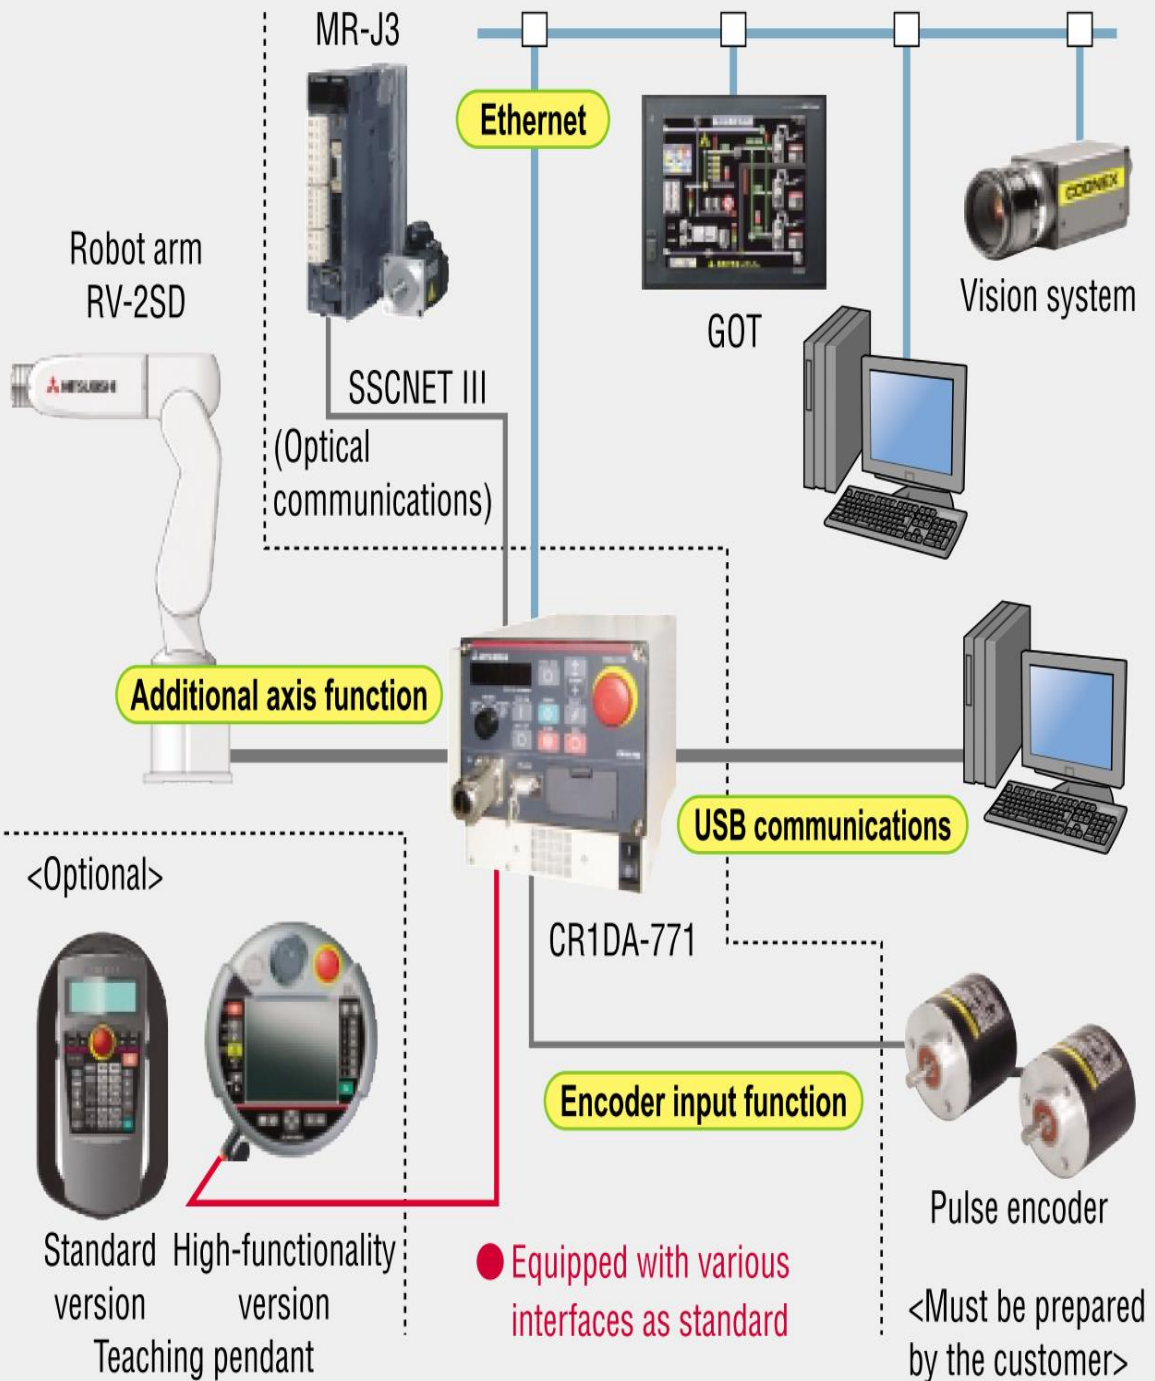 MR-J3
Ethernet
COGNEX
Robot arm
RV-2SD
Vision system
GOT
MITSUBISHI
SSCNET III
(Optical
communications)
Additional axis function
USB communications
<Optional>
CR1DA-771
Encoder input function
Pulse encoder
Standard
version
High-functionality
version
Teaching pendant
● Equipped with various
interfaces as standard
<Must be prepared
by the customer>